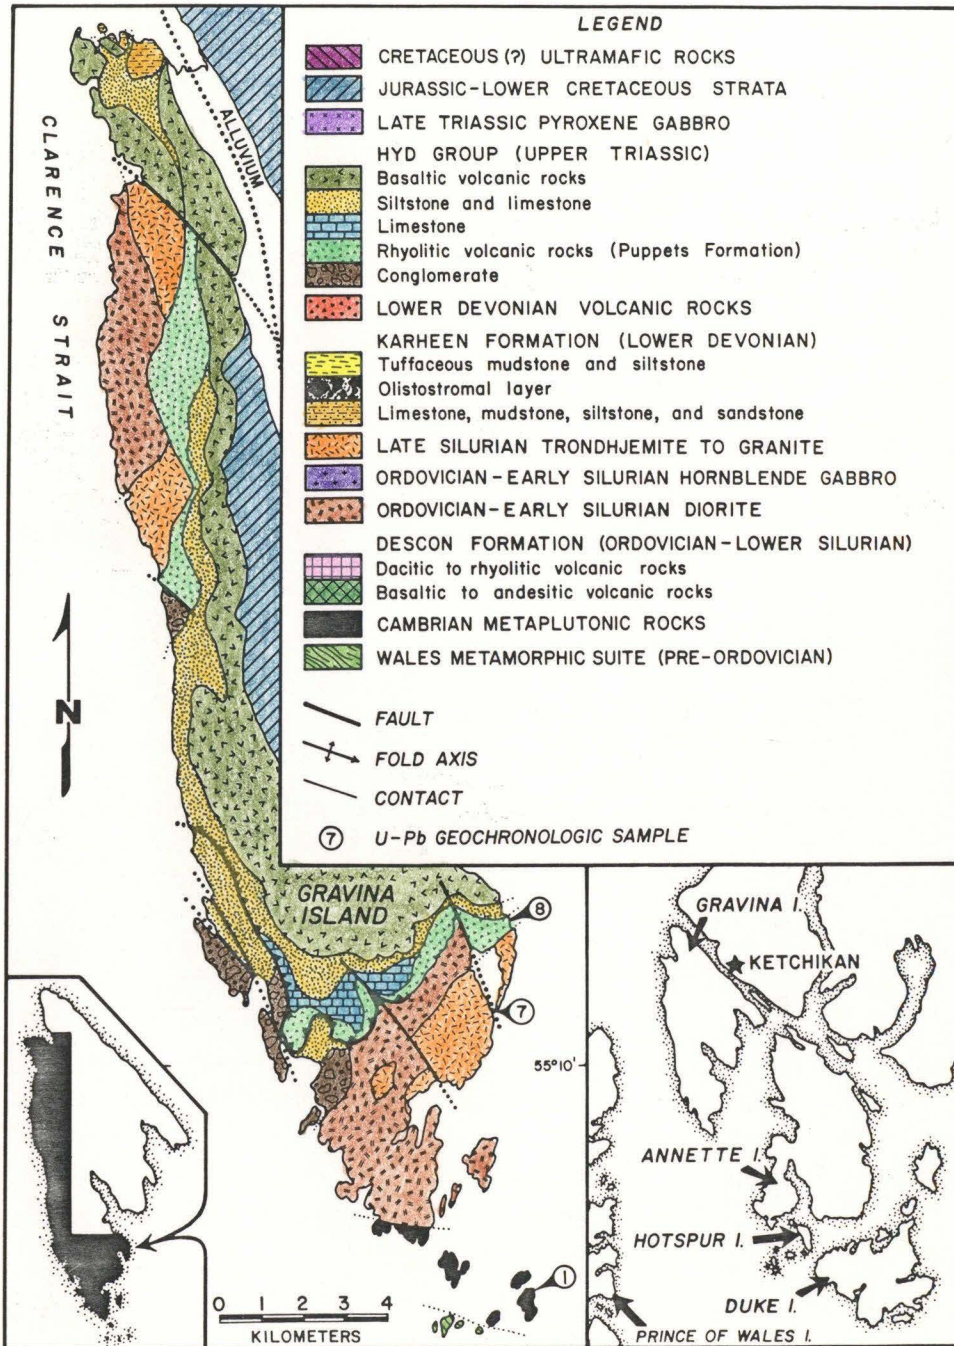 LEGEND
CRETACEOUS (?) ULTRAMAFIC ROCKS
JURASSIC-LOWER CRETACEOUS STRATA
LATE TRIASSIC PYROXENE GABBRO
HYD GROUP (UPPER TRIASSIC)
Basaltic volcanic rocks
Siltstone and limestone
Limestone
Rhyolitic volcanic rocks (Puppets Formation)
Conglomerate
LOWER DEVONIAN VOLCANIC ROCKS
KARHEEN FORMATION (LOWER DEVONIAN)
Tuffaceous mudstone and siltstone
Olistostromal layer
Limestone, mudstone, siltstone, and sandstone
LATE SILURIAN TRONDHJEMITE TO GRANITE
ORDOVICIAN-EARLY SILURIAN HORNBLENDE GABBRO
ORDOVICIAN-EARLY SILURIAN DIORITE
DESCON FORMATION (ORDOVICIAN-LOWER SILURIAN)
Dacitic to rhyolitic volcanic rocks
Basaltic to andesitic volcanic rocks
CAMBRIAN METAPLUTONIC ROCKS
WALES METAMORPHIC SUITE (PRE-ORDOVICIAN)
FAULT
FOLD AXIS
CONTACT
7 U-Pb GEOCHRONOLOGIC SAMPLE
CLARENCE STRAIT
ALLUVIUM
N
GRAVINA
ISLAND
8
7
55°10'
1
0 1 2 3 4
KILOMETERS
GRAVINA I.
KETCHIKAN
ANNETTE I.
HOTSPUR I.
DUKE I.
PRINCE OF WALES I.